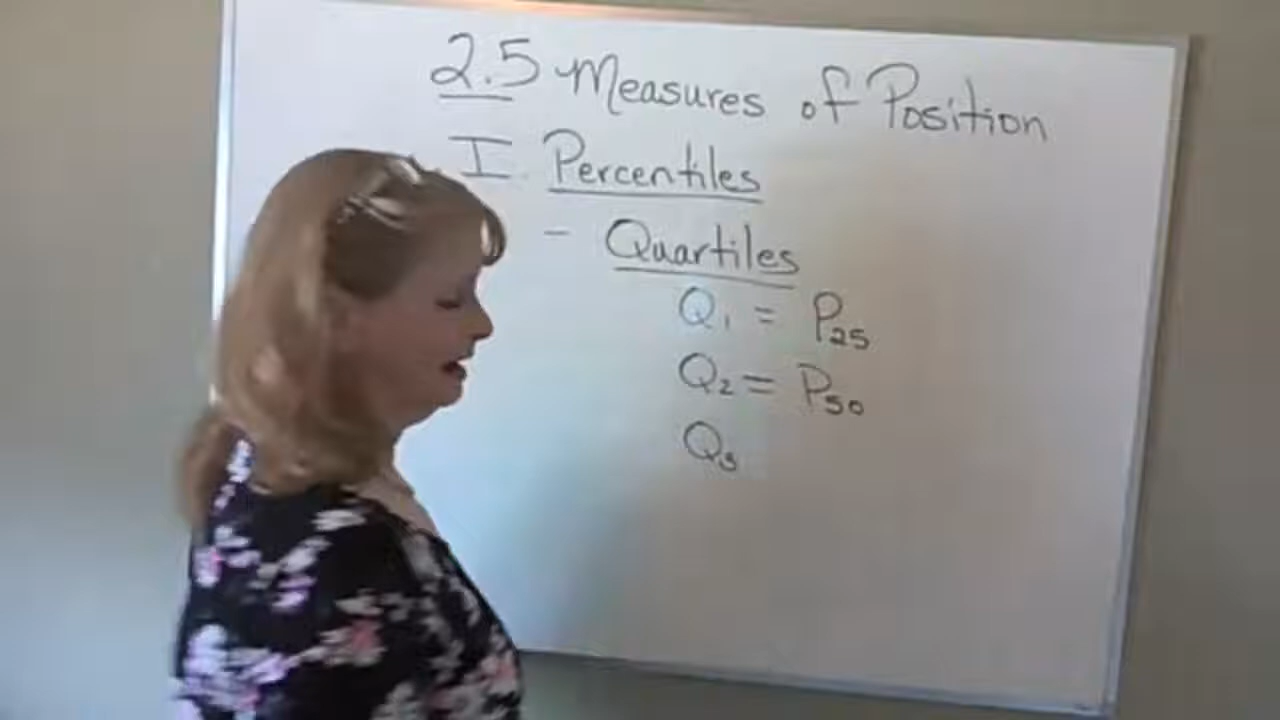 2.5 Measures of Position
I. Percentiles
- Quartiles
Q₁ = P₂₅
Q₂ = P₅₀
Q₃